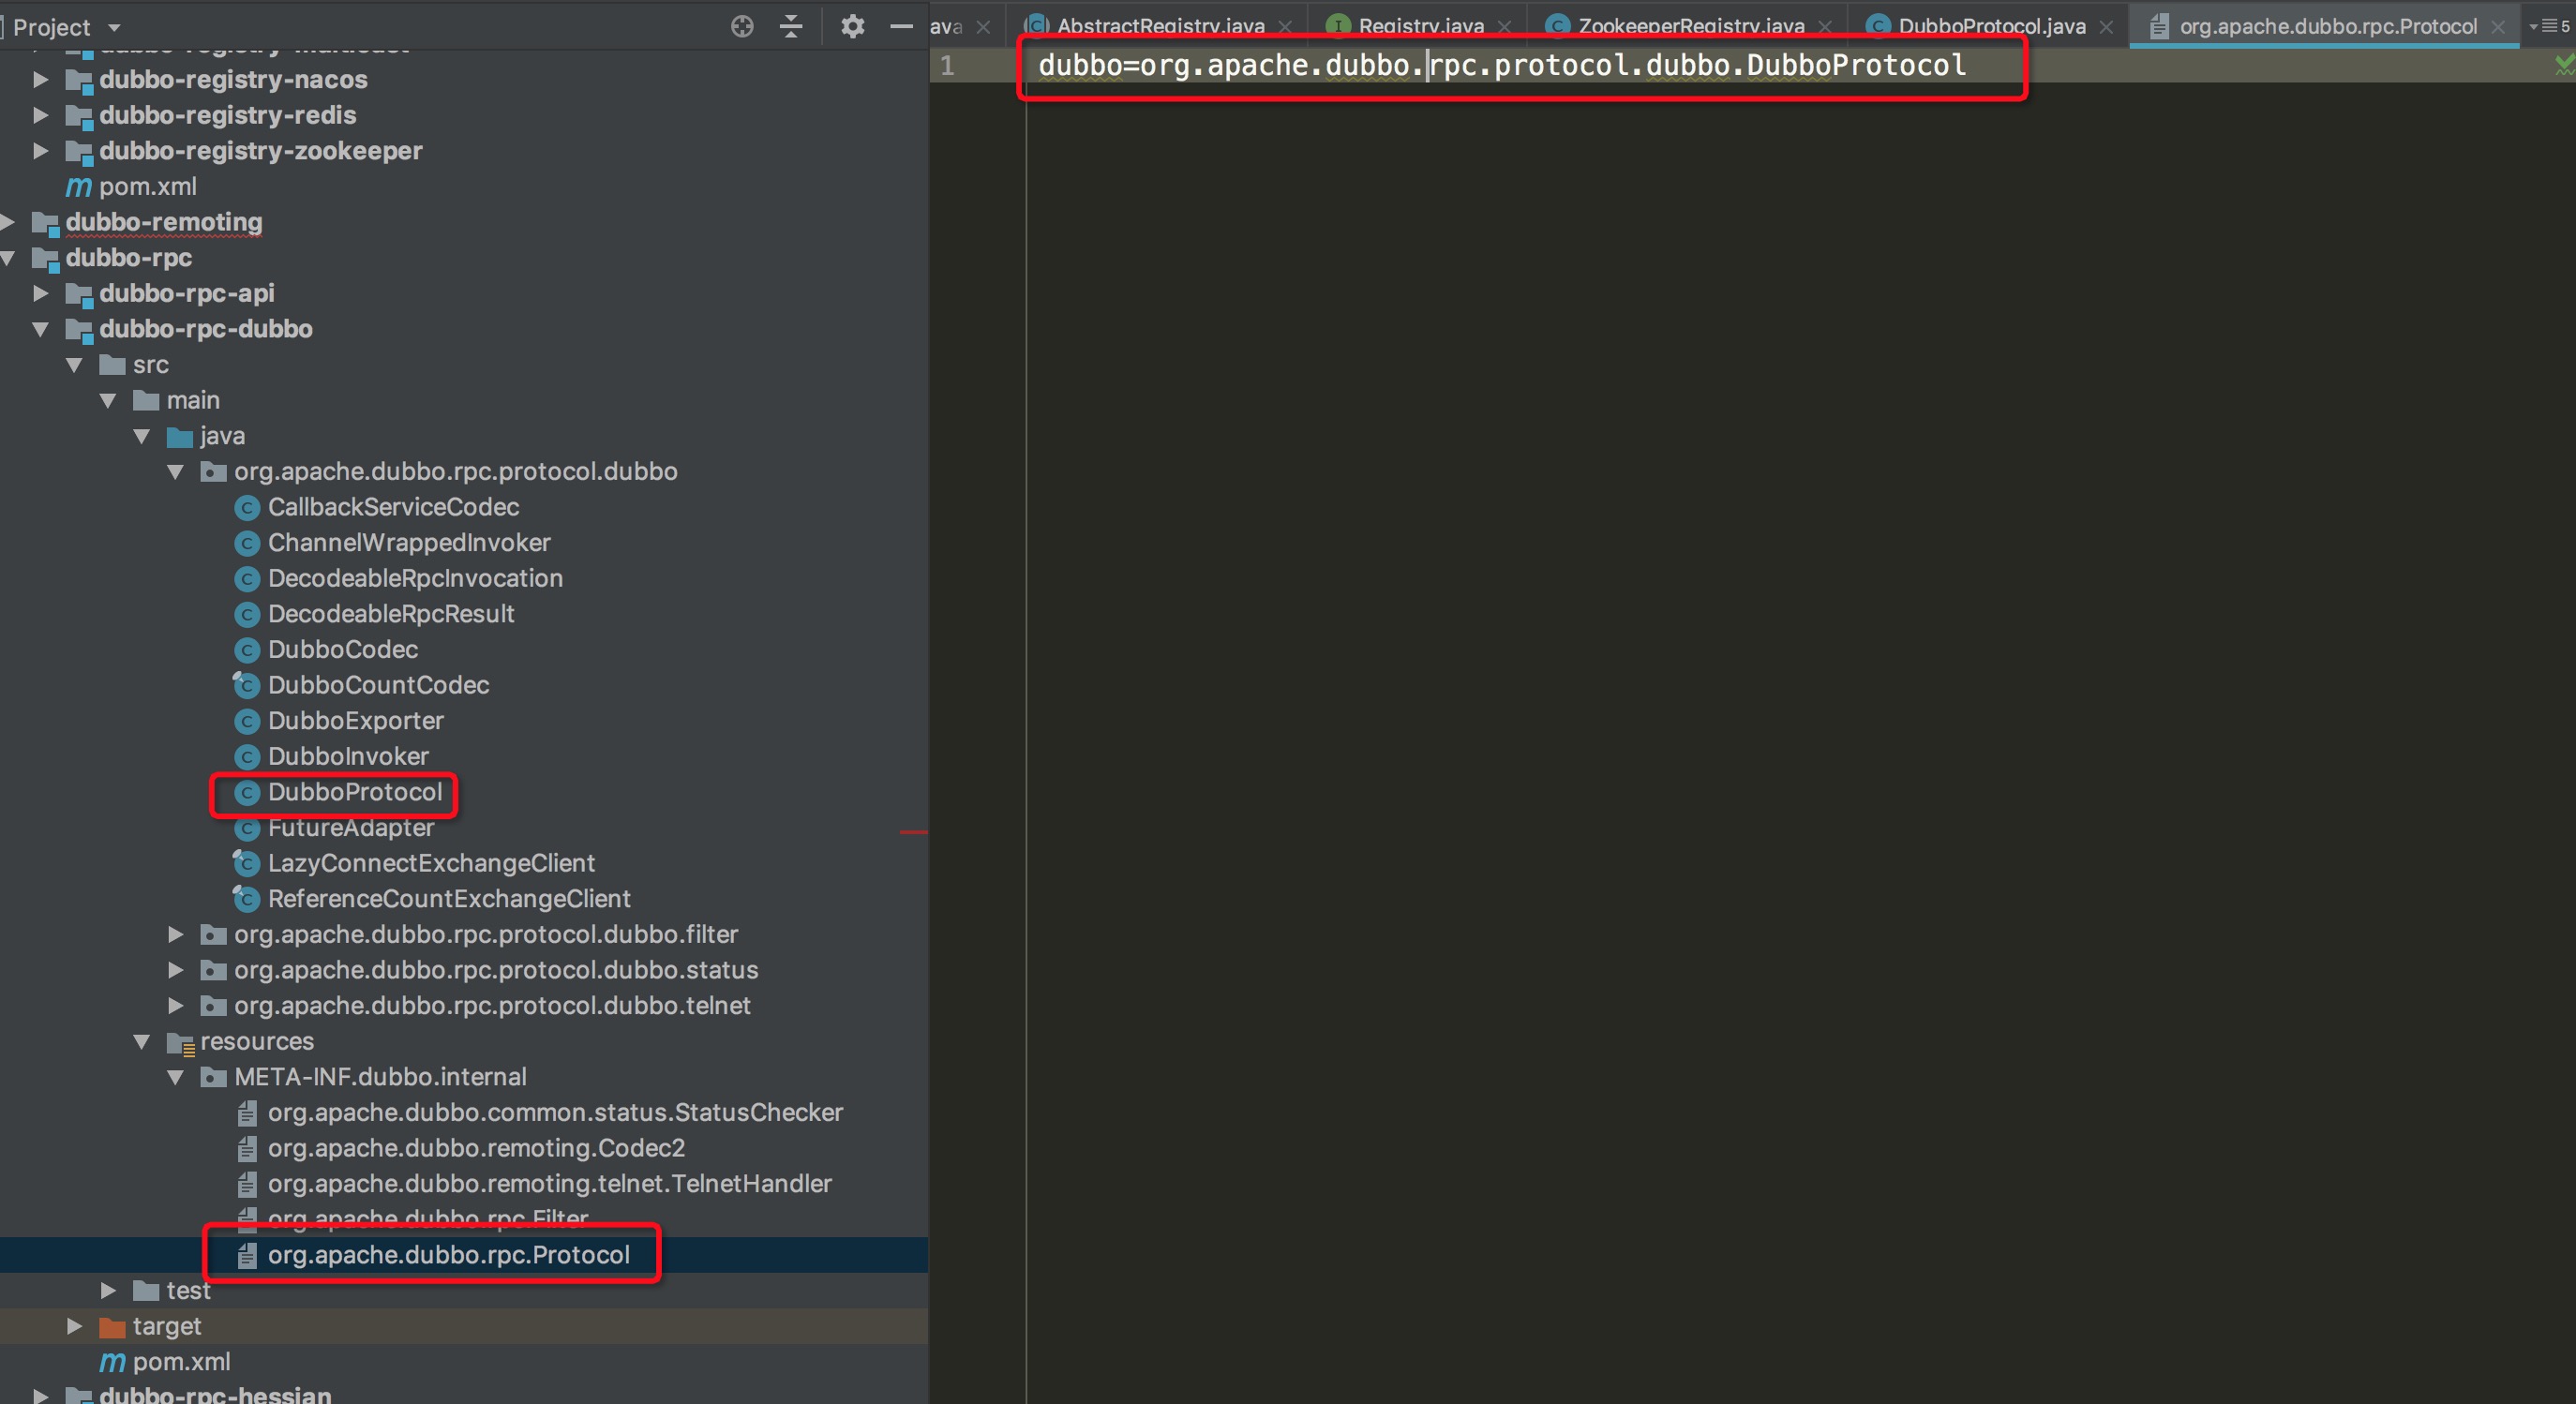 Project
ava
AbstractRegistry.java
Registry.java
ZookeeperRegistry.java
DubboProtocol.java
org.apache.dubbo.rpc.Protocol
5
dubbo-registry-multicast
dubbo-registry-nacos
dubbo-registry-redis
dubbo-registry-zookeeper
pom.xml
dubbo-remoting
dubbo-rpc
dubbo-rpc-api
dubbo-rpc-dubbo
src
main
java
org.apache.dubbo.rpc.protocol.dubbo
CallbackServiceCodec
ChannelWrappedInvoker
DecodeableRpcInvocation
DecodeableRpcResult
DubboCodec
DubboCountCodec
DubboExporter
DubboInvoker
DubboProtocol
FutureAdapter
LazyConnectExchangeClient
ReferenceCountExchangeClient
org.apache.dubbo.rpc.protocol.dubbo.filter
org.apache.dubbo.rpc.protocol.dubbo.status
org.apache.dubbo.rpc.protocol.dubbo.telnet
resources
META-INF.dubbo.internal
org.apache.dubbo.common.status.StatusChecker
org.apache.dubbo.remoting.Codec2
org.apache.dubbo.remoting.telnet.TelnetHandler
org.apache.dubbo.rpc.Filter
org.apache.dubbo.rpc.Protocol
test
target
pom.xml
dubbo-rpc-hessian
1 dubbo=org.apache.dubbo.rpc.protocol.dubbo.DubboProtocol